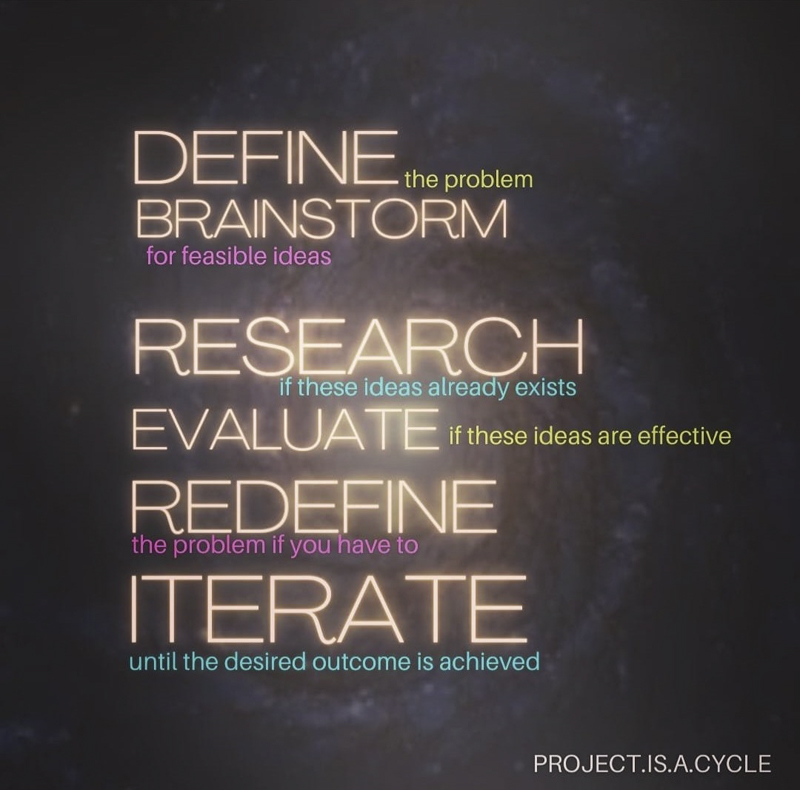 DEFINE the problem
BRAINSTORM
for feasible ideas
RESEARCH
if these ideas already exists
EVALUATE if these ideas are effective
REDEFINE
the problem if you have to
ITERATE
until the desired outcome is achieved
PROJECT.IS.A.CYCLE